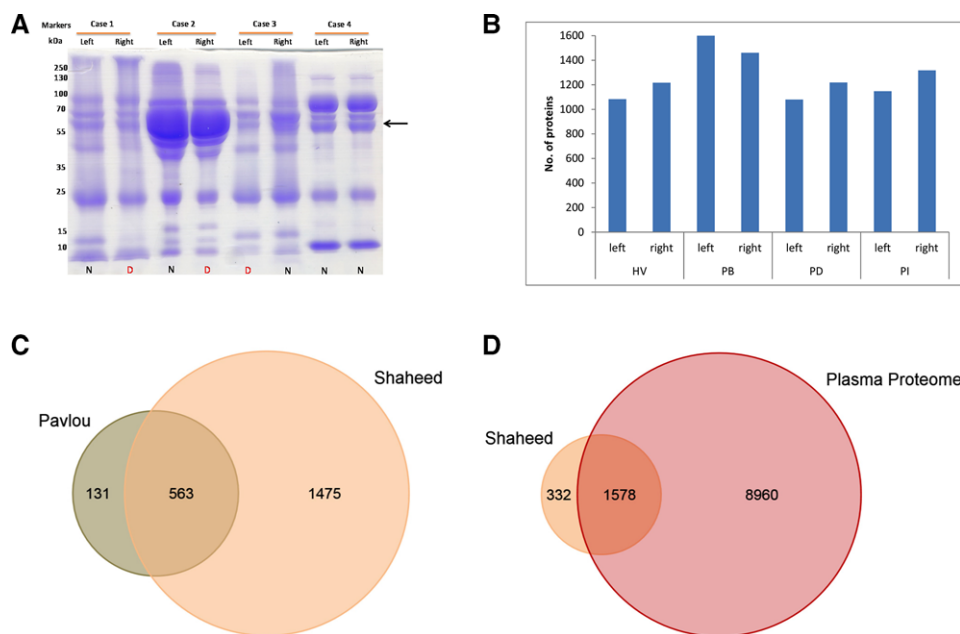 A
Markers Case 1 Case 2 Case 3 Case 4
kDa Left Right Left Right Left Right Left Right
250
130
100
70
55
35
25
15
10
N D N D D N N N
B
No. of proteins
1600
1400
1200
1000
800
600
400
200
0
left right left right left right left right
HV PB PD PI
C
Shaheed
Pavlou
131 563 1475
D
Plasma Proteome
Shaheed
332 1578 8960